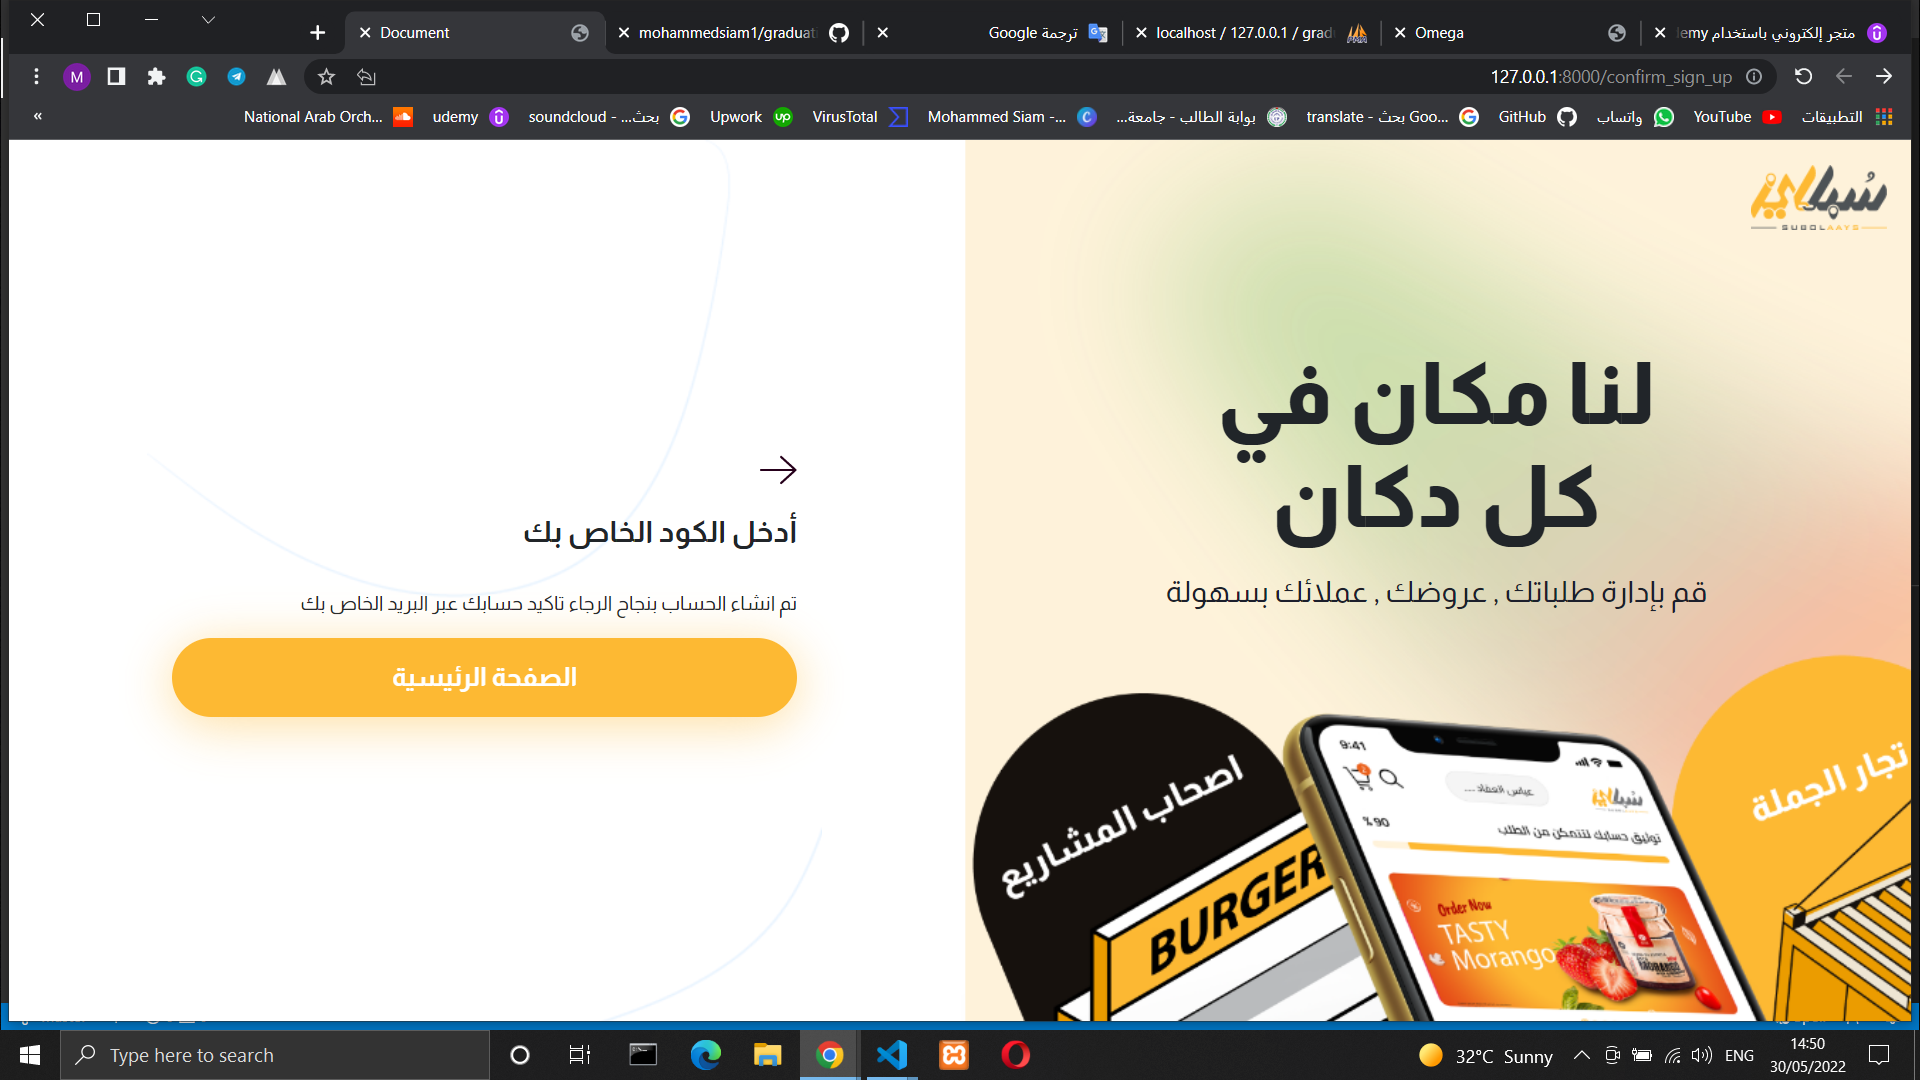 Document
mohammedsiam1/graduat
ترجمة Google
localhost / 127.0.0.1 / grad
Omega
متجر إلكتروني باستخدام lemy
M
127.0.0.1:8000/confirm_sign_up
»
National Arab Orch...
udemy
soundcloud - بحث...
Upwork
VirusTotal
Mohammed Siam -...
بوابة الطالب - جامعة...
translate - بحث Goo...
GitHub
واتساب
YouTube
التطبيقات
سُبلايز
SUBOLAAYS
لنا مكان في
كل دكان
قم بإدارة طلباتك , عروضك , عملائك بسهولة
أدخل الكود الخاص بك
تم انشاء الحساب بنجاح الرجاء تاكيد حسابك عبر البريد الخاص بك
الصفحة الرئيسية
اصحاب المشاريع
تجار الجملة
BURGER
9:41
عباس العقاد ...
توثيق حسابك لتتمكن من الطلب
90 %
Order Now
TASTY
Morango
Type here to search
32°C Sunny
ENG
14:50
30/05/2022